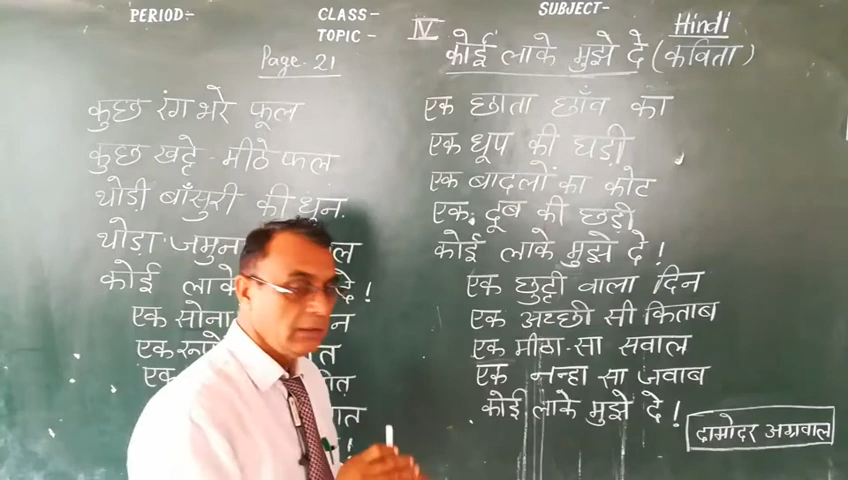 PERIOD:- CLASS- SUBJECT:-
TOPIC - IV Hindi
कोई लाके मुझे दे (कविता)
Page. 21
कुछ रंग भरे फूल
कुछ खट्टे-मीठे फल
थोड़ी बाँसुरी की धुन
थोड़ा जमुना
कोई लाके दे!
एक सोना
एक
एक
एक छाता छाँव का
एक धूप की घड़ी
एक बादलों का कोट
एक दूब की छड़ी
कोई लाके मुझे दे!
एक छुट्टी वाला दिन
एक अच्छी सी किताब
एक मीठा-सा सवाल
एक नन्हा सा जवाब
कोई लाके मुझे दे!
दामोदर अग्रवाल